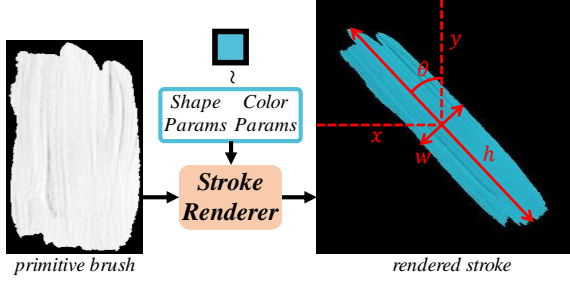 Shape Color
Params Params
Stroke
Renderer
primitive brush
y
θ
x
w
h
rendered stroke